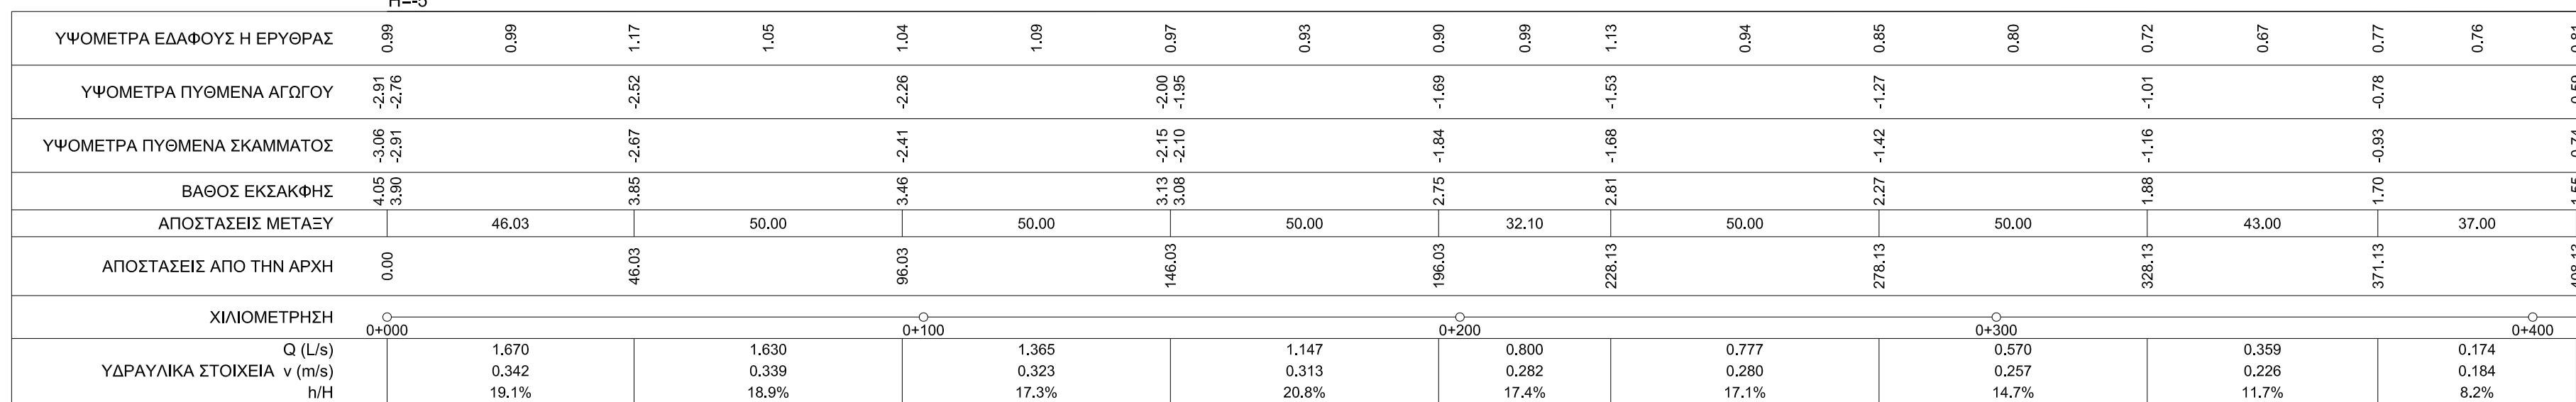 H=-5
ΥΨΟΜΕΤΡΑ ΕΔΑΦΟΥΣ Η ΕΡΥΘΡΑΣ 0.99 0.99 1.17 1.05 1.04 1.09 0.97 0.93 0.90 0.99 1.13 0.94 0.85 0.80 0.72 0.67 0.77 0.76
ΥΨΟΜΕΤΡΑ ΠΥΘΜΕΝΑ ΑΓΩΓΟΥ -2.91 -2.76 -2.52 -2.26 -2.00 -1.95 -1.69 -1.53 -1.27 -1.01 -0.78
ΥΨΟΜΕΤΡΑ ΠΥΘΜΕΝΑ ΣΚΑΜΜΑΤΟΣ -3.06 -2.91 -2.67 -2.41 -2.15 -2.10 -1.84 -1.68 -1.42 -1.16 -0.93
ΒΑΘΟΣ ΕΚΣΑΚΦΗΣ 4.05 3.90 3.85 3.46 3.13 3.08 2.75 2.81 2.27 1.88 1.70
ΑΠΟΣΤΑΣΕΙΣ ΜΕΤΑΞΥ 46.03 50.00 50.00 50.00 32.10 50.00 50.00 43.00 37.00
ΑΠΟΣΤΑΣΕΙΣ ΑΠΟ ΤΗΝ ΑΡΧΗ 0.00 46.03 96.03 146.03 196.03 228.13 278.13 328.13 371.13
ΧΙΛΙΟΜΕΤΡΗΣΗ
0+000 0+100 0+200 0+300 0+400
Q (L/s) 1.670 1.630 1.365 1.147 0.800 0.777 0.570 0.359 0.174
ΥΔΡΑΥΛΙΚΑ ΣΤΟΙΧΕΙΑ v (m/s) 0.342 0.339 0.323 0.313 0.282 0.280 0.257 0.226 0.184
h/H 19.1% 18.9% 17.3% 20.8% 17.4% 17.1% 14.7% 11.7% 8.2%